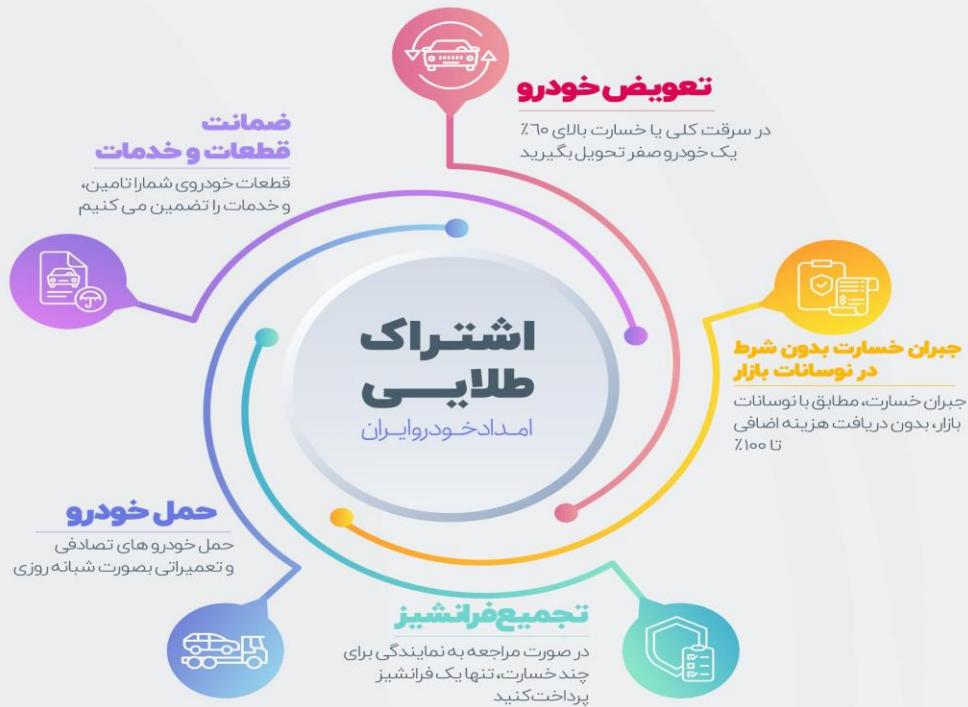 تعویض خودرو
در سرقت کلی یا خسارت بالای ۶۰٪
یک خودرو صفر تحویل بگیرید
ضمانت
قطعات و خدمات
قطعات خودروی شما را تامین،
و خدمات را تضمین می کنیم
جبران خسارت بدون شرط
در نوسانات بازار
جبران خسارت، مطابق با نوسانات
بازار، بدون دریافت هزینه اضافی
تا ۱۰۰٪
اشتراک
طلایی
امداد خودرو ایران
حمل خودرو
حمل خودرو های تصادفی
و تعمیراتی بصورت شبانه روزی
تجمیع فرانشیز
در صورت مراجعه به نمایندگی برای
چند خسارت، تنها یک فرانشیز
پرداخت کنید